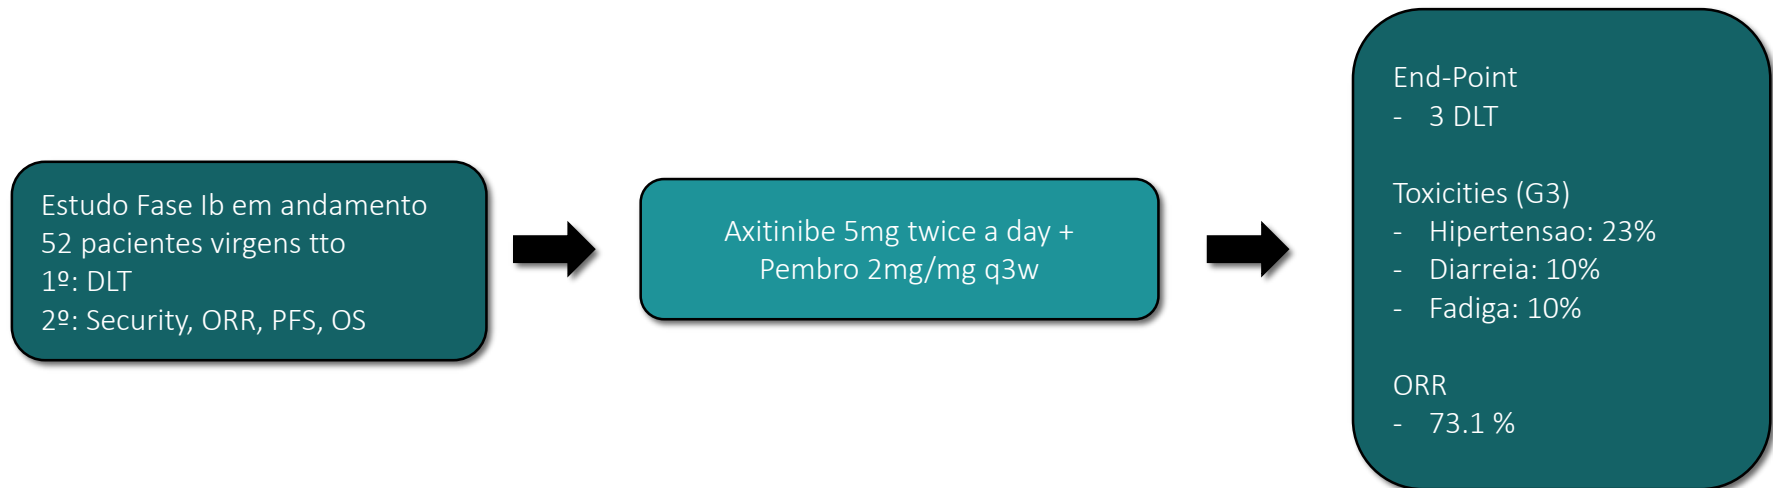 Estudo Fase Ib em andamento
52 pacientes virgens tto
1º: DLT
2º: Security, ORR, PFS, OS
Axitinibe 5mg twice a day +
Pembro 2mg/mg q3w
End-Point
- 3 DLT
Toxicities (G3)
- Hipertensao: 23%
- Diarreia: 10%
- Fadiga: 10%
ORR
- 73.1 %